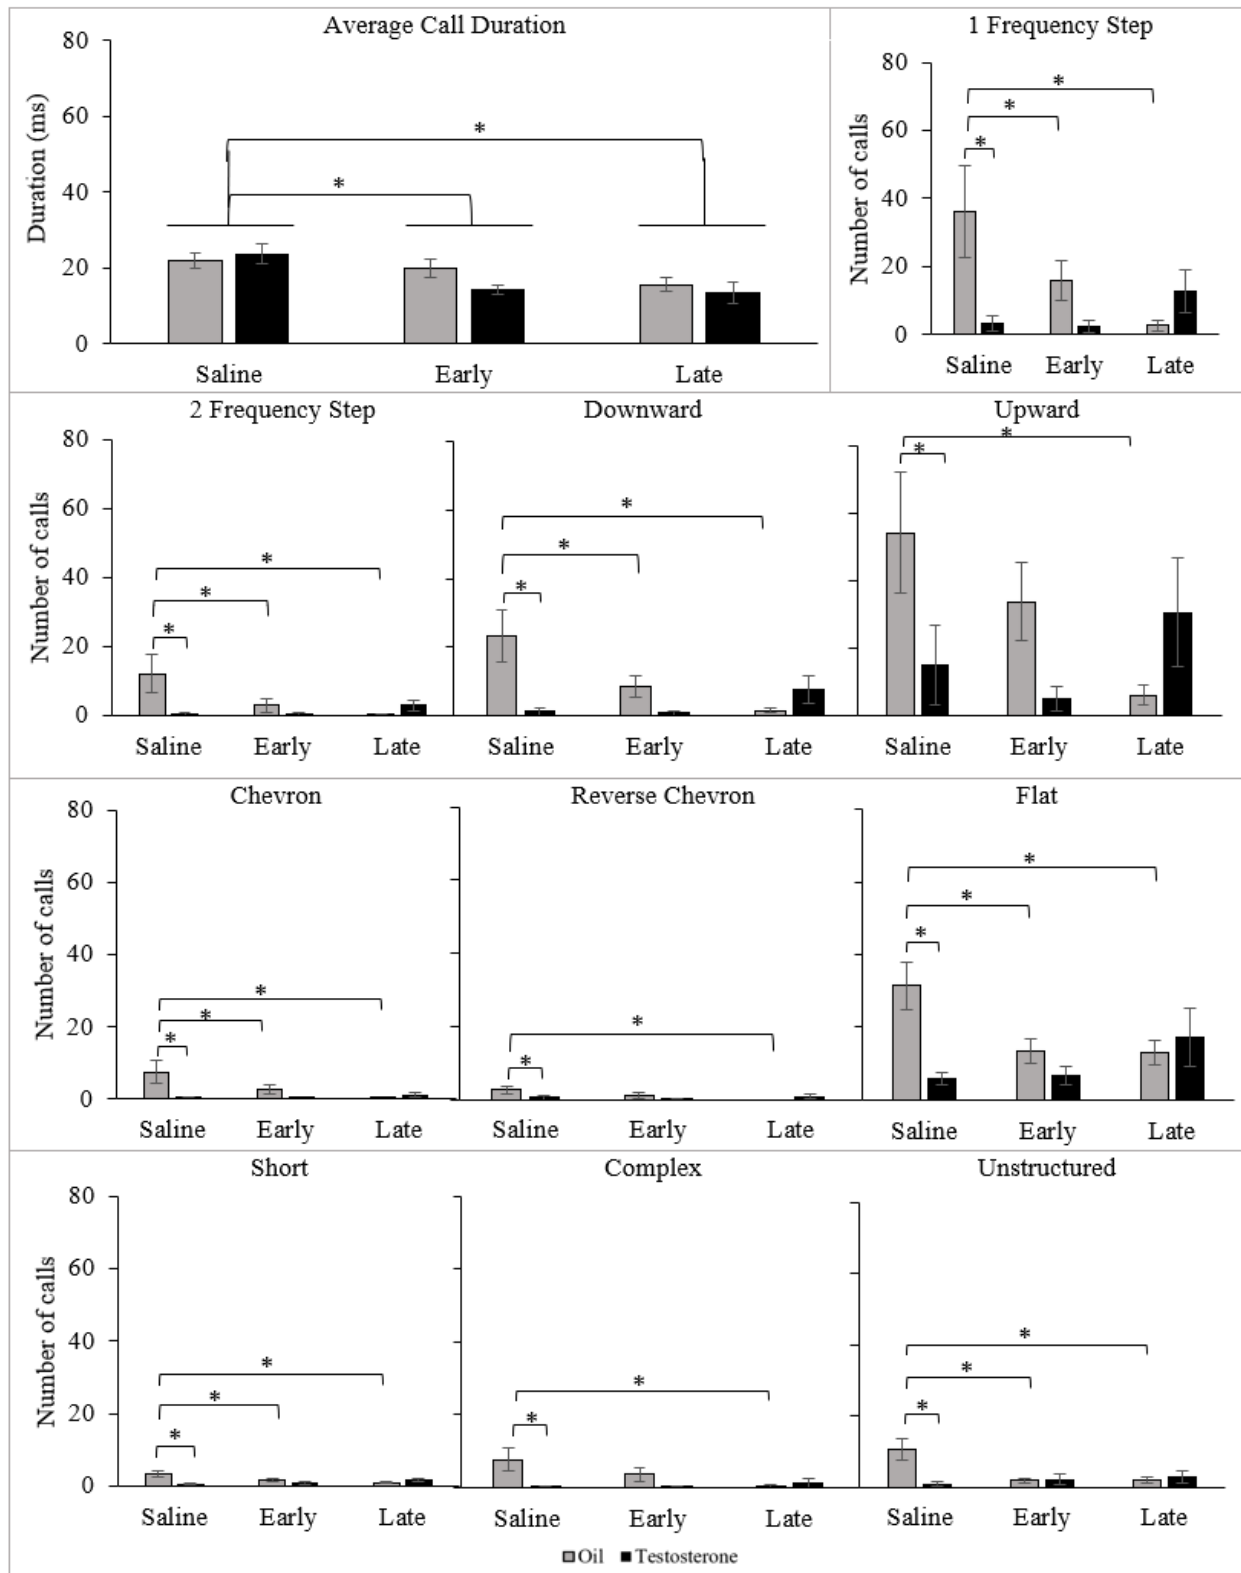 Average Call Duration
1 Frequency Step
80
60
40
20
0
Duration (ms)
*
*
Saline Early Late
80
60
40
20
0
Number of calls
*
*
*
Saline Early Late
2 Frequency Step
Downward
Upward
80
60
40
20
0
Number of calls
*
*
*
Saline Early Late
*
*
*
Saline Early Late
*
*
Saline Early Late
Chevron
Reverse Chevron
Flat
80
60
40
20
0
Number of calls
*
*
*
Saline Early Late
*
*
Saline Early Late
*
*
*
Saline Early Late
Short
Complex
Unstructured
80
60
40
20
0
Number of calls
*
*
*
Saline Early Late
*
*
Saline Early Late
*
*
*
Saline Early Late
Oil Testosterone